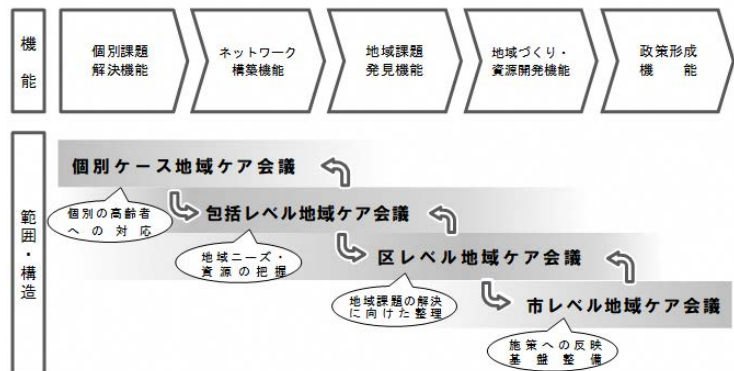 機能
個別課題
解決機能
ネットワーク
構築機能
地域課題
発見機能
地域づくり・
資源開発機能
政策形成
機能
範囲・構造
個別ケース地域ケア会議
個別の高齢者
への対応
包括レベル地域ケア会議
地域ニーズ・
資源の把握
区レベル地域ケア会議
地域課題の解決
に向けた整理
市レベル地域ケア会議
施策への反映
基盤整備